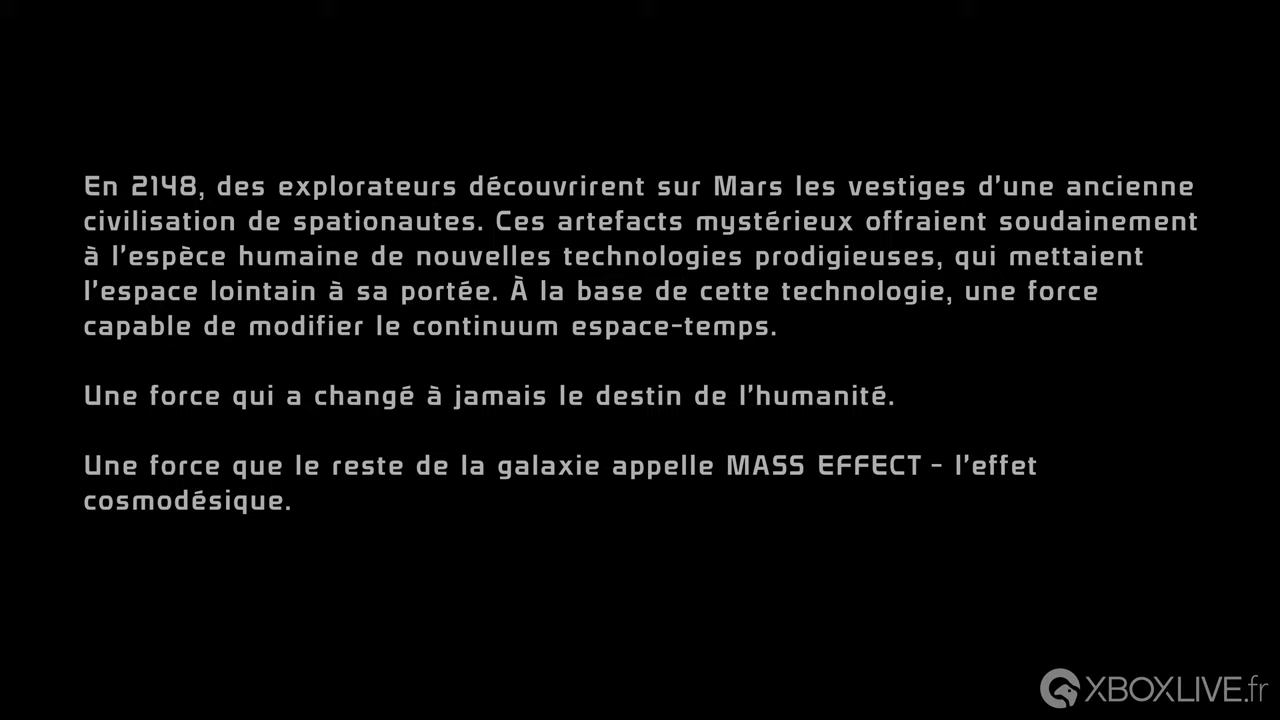 En 2148, des explorateurs découvrirent sur Mars les vestiges d'une ancienne
civilisation de spationautes. Ces artefacts mystérieux offraient soudainement
à l'espèce humaine de nouvelles technologies prodigieuses, qui mettaient
l'espace lointain à sa portée. À la base de cette technologie, une force
capable de modifier le continuum espace-temps.
Une force qui a changé à jamais le destin de l'humanité.
Une force que le reste de la galaxie appelle MASS EFFECT - l'effet
cosmodésique.
XBOXLIVE.fr